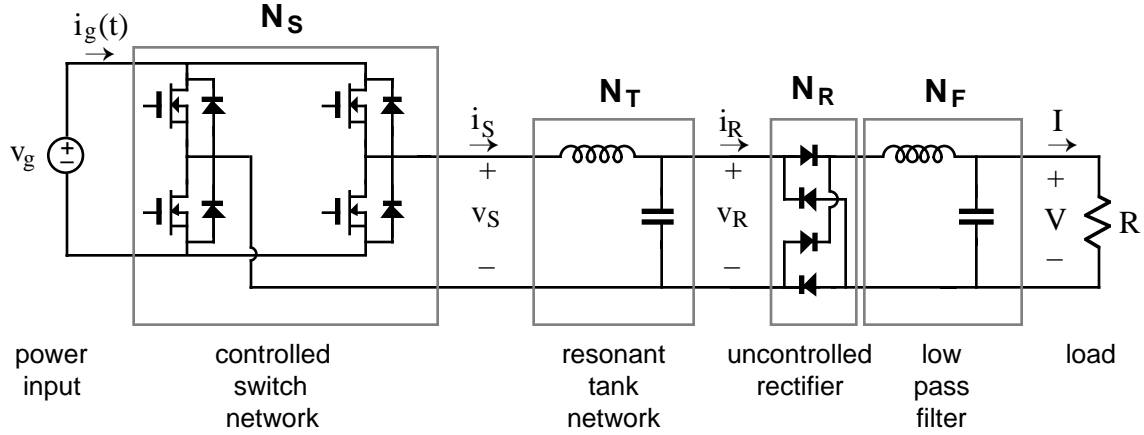 i_g(t)
N_S
N_T
N_R
N_F
i_S
i_R
I
v_g
+
−
+
v_S
−
+
v_R
−
+
V
−
R
power
input
controlled
switch
network
resonant
tank
network
uncontrolled
rectifier
low
pass
filter
load